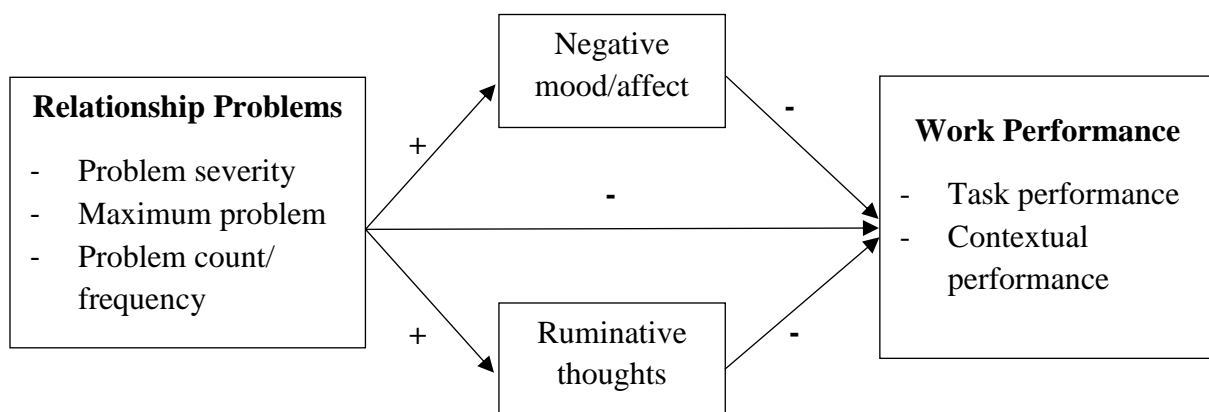 Negative
mood/affect
Relationship Problems
- Problem severity
- Maximum problem
- Problem count/
frequency
+
-
-
+
-
Work Performance
- Task performance
- Contextual
performance
Ruminative
thoughts